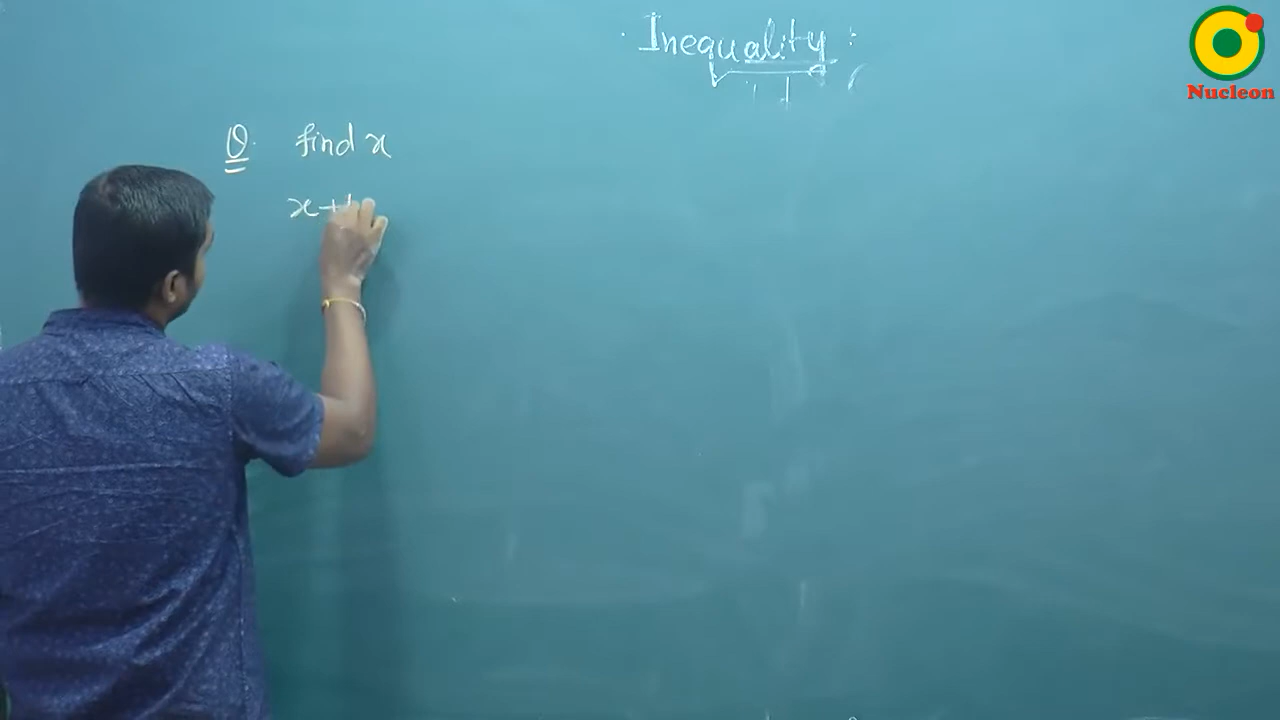 Inequality :
Nucleon
Q. find x
x +